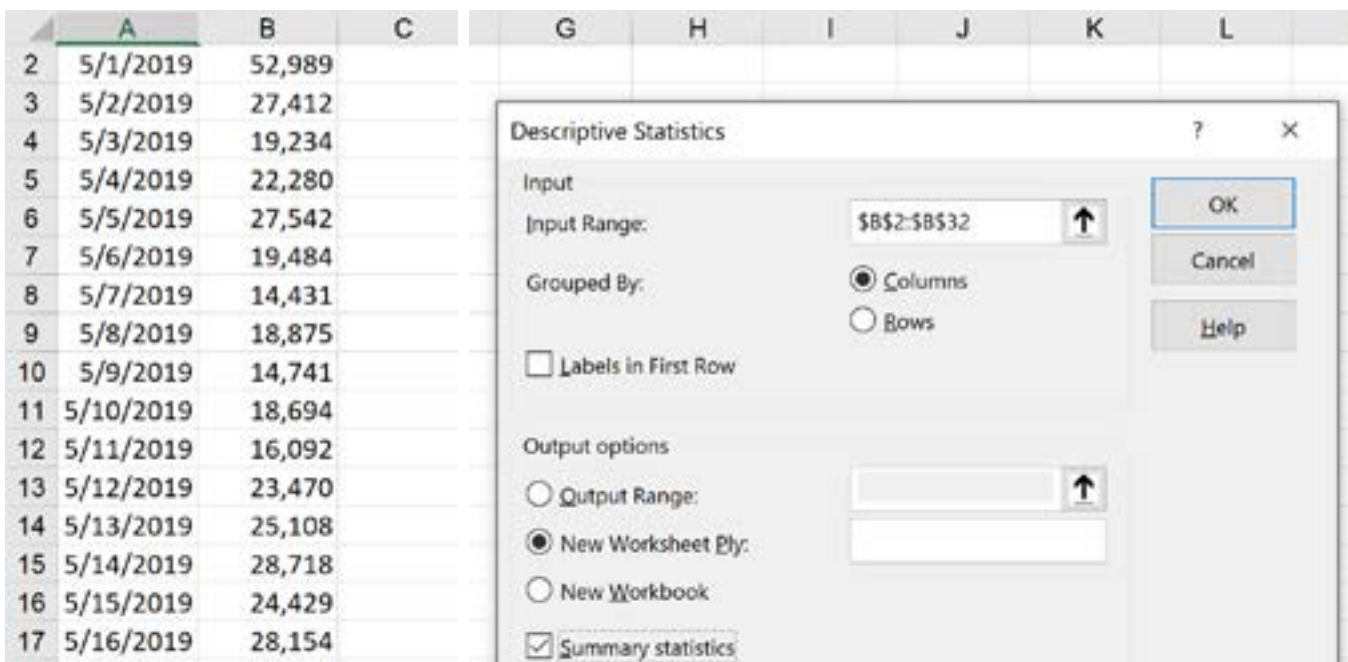 A B C
2 5/1/2019 52,989
3 5/2/2019 27,412
4 5/3/2019 19,234
5 5/4/2019 22,280
6 5/5/2019 27,542
7 5/6/2019 19,484
8 5/7/2019 14,431
9 5/8/2019 18,875
10 5/9/2019 14,741
11 5/10/2019 18,694
12 5/11/2019 16,092
13 5/12/2019 23,470
14 5/13/2019 25,108
15 5/14/2019 28,718
16 5/15/2019 24,429
17 5/16/2019 28,154
G H I J K L
Descriptive Statistics ? ×
Input
Input Range: $B$2:$B$32
OK
Grouped By: Columns
Cancel
Rows
Help
Labels in First Row
Output options
Output Range:
New Worksheet Ply:
New Workbook
Summary statistics